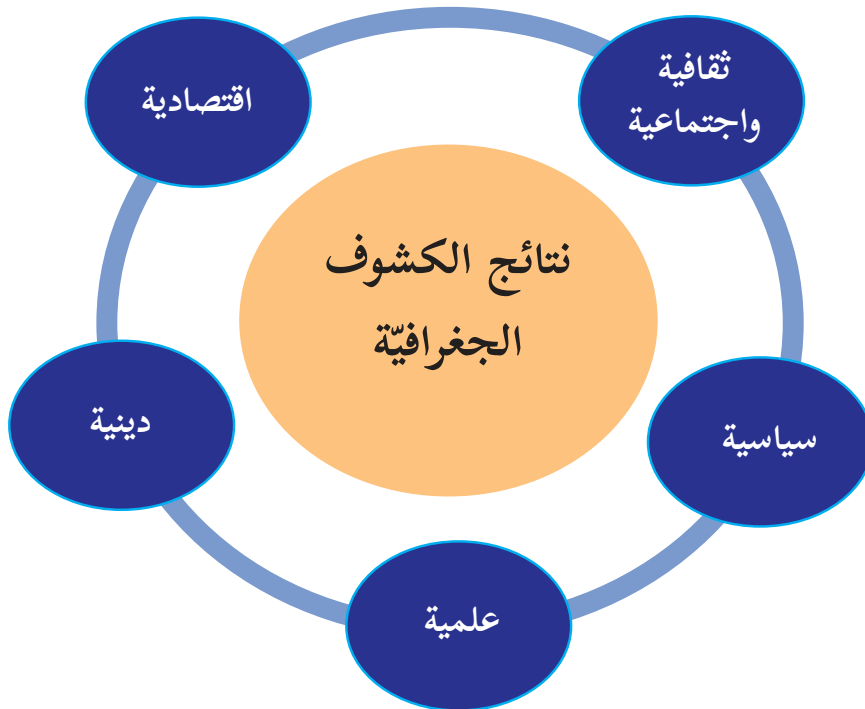 ثقافية
واجتماعية
اقتصادية
نتائج الكشوف
الجغرافيّة
دينية
سياسية
علمية